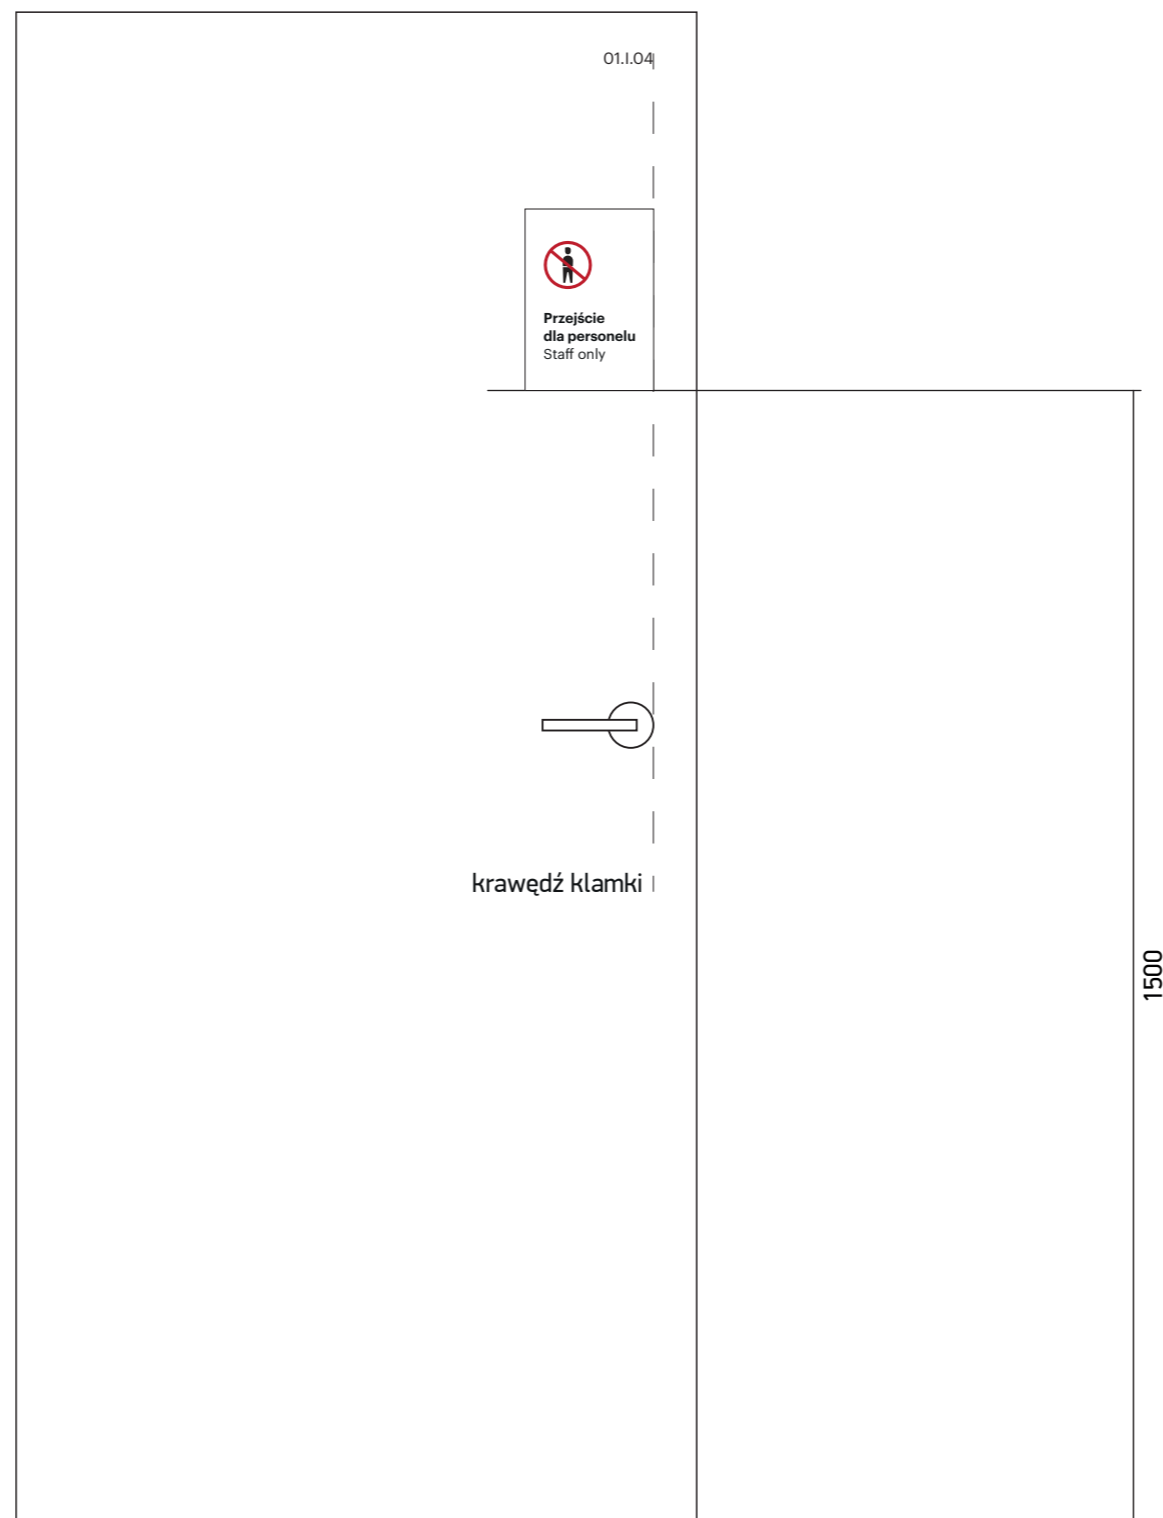 01.I.04
Przejście
dla personelu
Staff only
krawędź klamki
1500